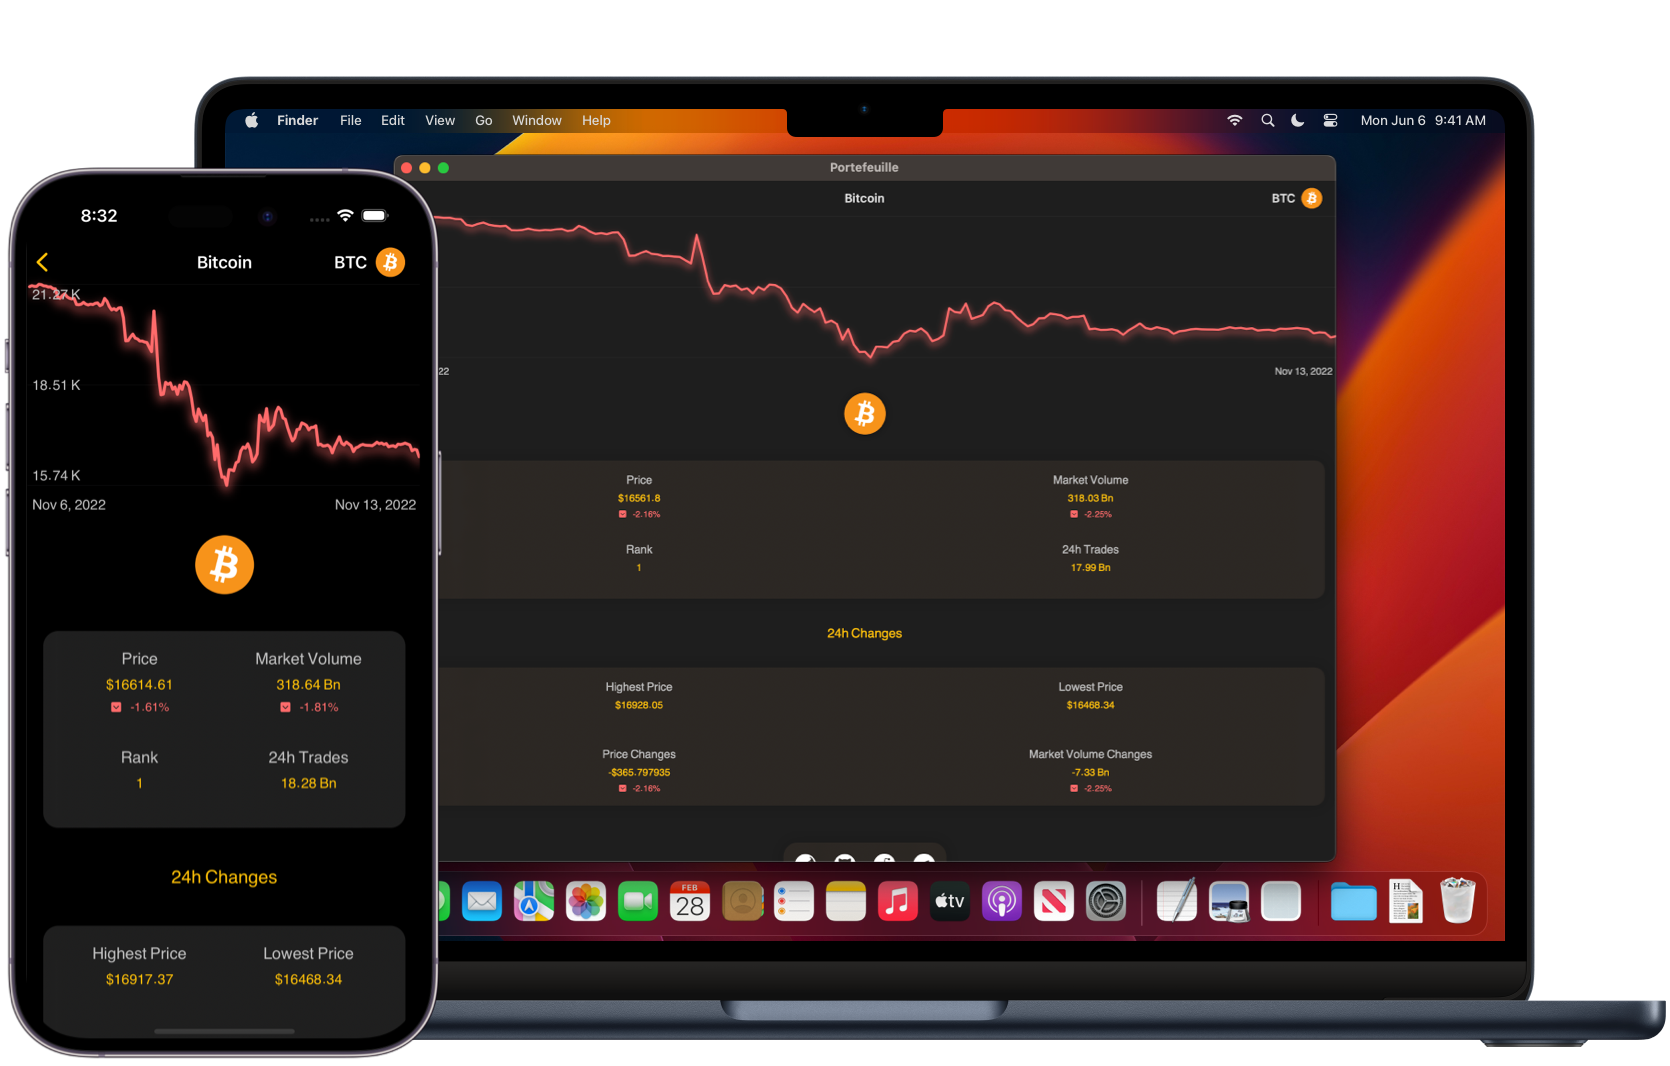 Finder File Edit View Go Window Help
Mon Jun 6 9:41 AM
Portefeuille
Bitcoin
BTC
22
Nov 13, 2022
Price
$16561.8
-2.16%
Market Volume
318.03 Bn
-2.25%
Rank
1
24h Trades
17.99 Bn
24h Changes
Highest Price
$16928.05
Lowest Price
$16468.34
Price Changes
-$365.797935
-2.16%
Market Volume Changes
-7.33 Bn
-2.25%
FEB
28
tv
8:32
Bitcoin
BTC
21.27 K
18.51 K
15.74 K
Nov 6, 2022
Nov 13, 2022
Price
$16614.61
-1.61%
Market Volume
318.64 Bn
-1.81%
Rank
1
24h Trades
18.28 Bn
24h Changes
Highest Price
$16917.37
Lowest Price
$16468.34